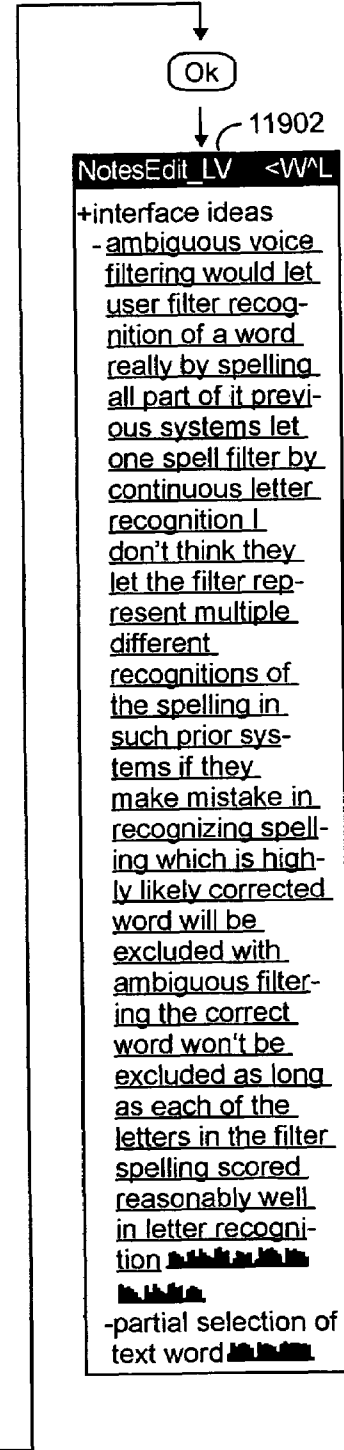 Ok
11902
NotesEdit_LV <W^L
+interface ideas
-ambiguous voice
filtering would let
user filter recog-
nition of a word
really by spelling
all part of it previ-
ous systems let
one spell filter by
continuous letter
recognition I
don't think they
let the filter rep-
resent multiple
different
recognitions of
the spelling in
such prior sys-
tems if they
make mistake in
recognizing spell-
ing which is high-
ly likely corrected
word will be
excluded with
ambiguous filter-
ing the correct
word won't be
excluded as long
as each of the
letters in the filter
spelling scored
reasonably well
in letter recogni-
tion
-partial selection of
text word